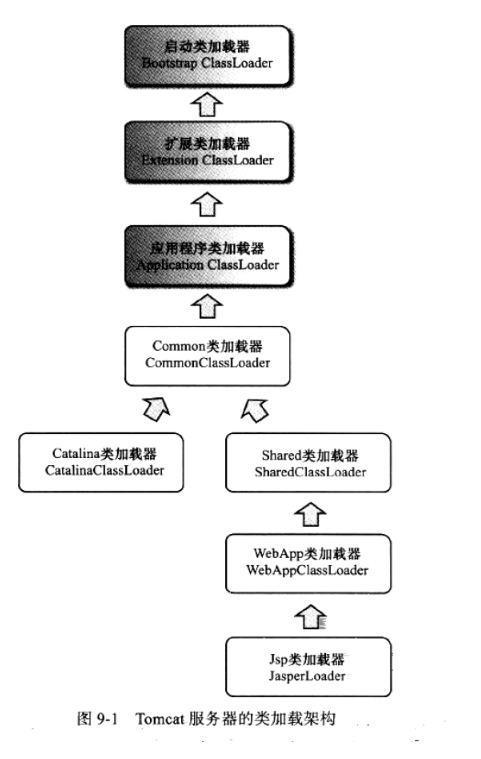 启动类加载器
Bootstrap ClassLoader
扩展类加载器
Extension ClassLoader
应用程序类加载器
Application ClassLoader
Common类加载器
CommonClassLoader
Catalina类加载器
CatalinaClassLoader
Shared类加载器
SharedClassLoader
WebApp类加载器
WebAppClassLoader
Jsp类加载器
JasperLoader
图 9-1 Tomcat 服务器的类加载架构